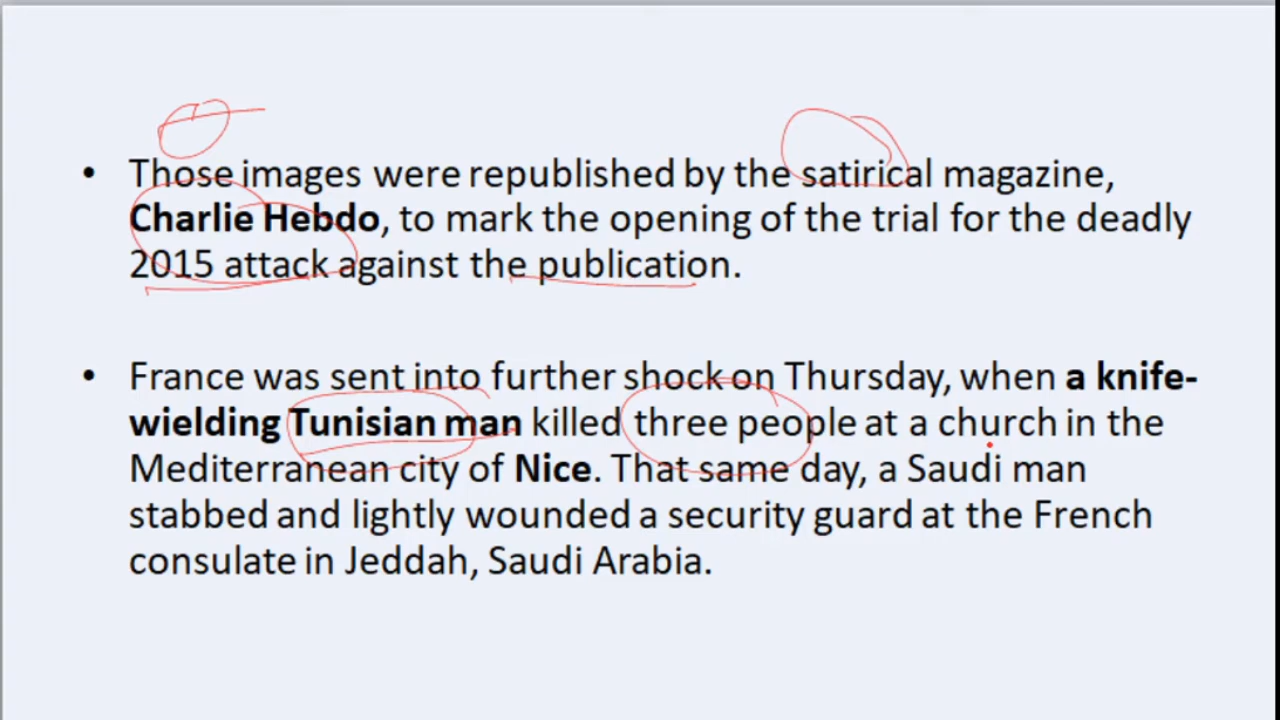 • Those images were republished by the satirical magazine,
Charlie Hebdo, to mark the opening of the trial for the deadly
2015 attack against the publication.
• France was sent into further shock on Thursday, when a knife-
wielding Tunisian man killed three people at a church in the
Mediterranean city of Nice. That same day, a Saudi man
stabbed and lightly wounded a security guard at the French
consulate in Jeddah, Saudi Arabia.